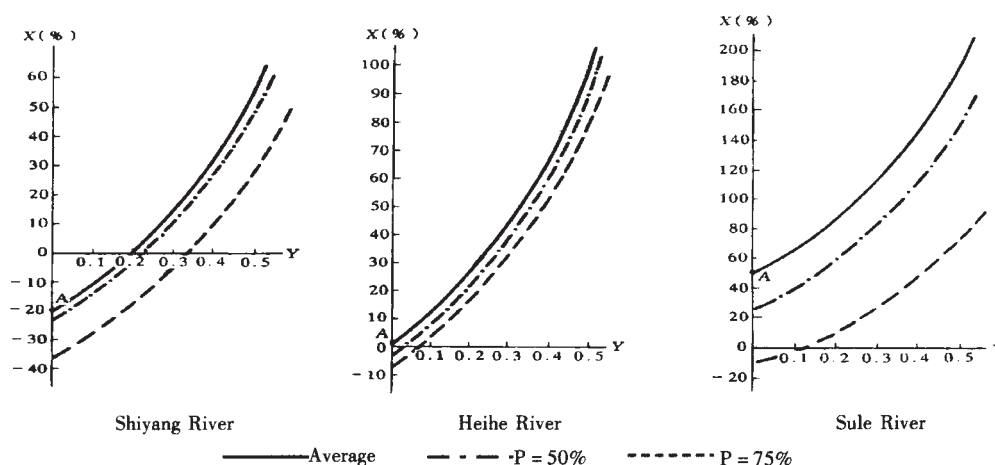 X(%)
60
50
40
30
20
10
0
-10
-20
-30
-40
A
0.1 0.2 0.3 0.4 0.5 Y
Shiyang River
X(%)
100
90
80
70
60
50
40
30
20
10
0
-10
A
0.1 0.2 0.3 0.4 0.5 Y
Heihe River
X(%)
200
180
160
140
120
100
80
60
40
20
0
-20
A
0.1 0.2 0.3 0.4 0.5 Y
Sule River
Average P = 50% P = 75%